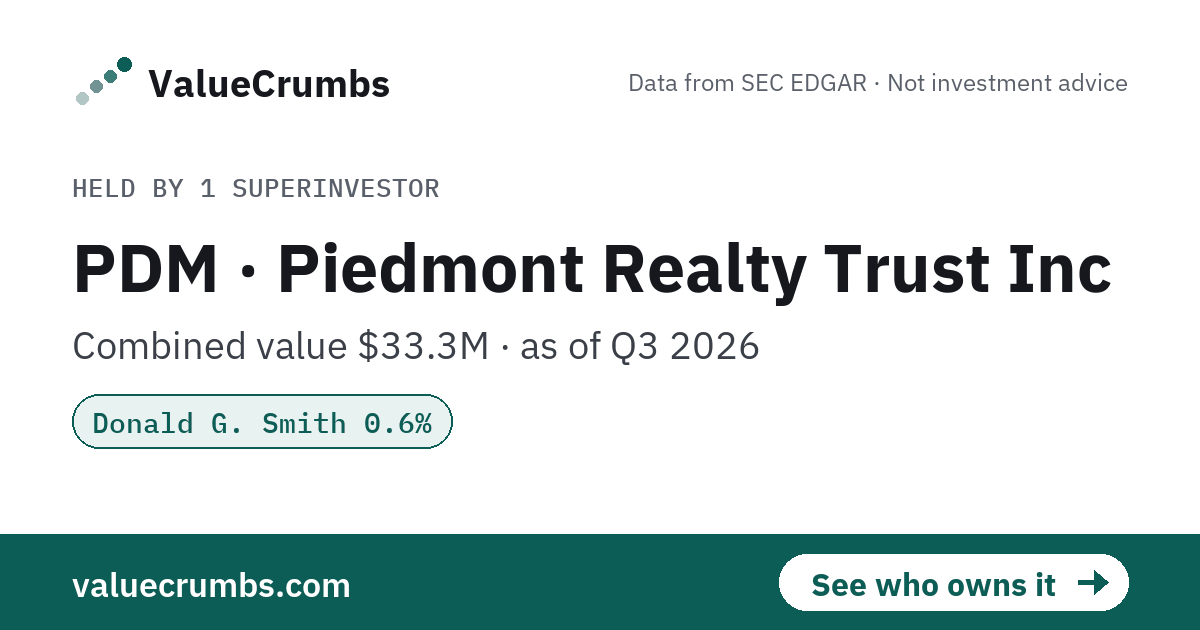 ValueCrumbs
Data from SEC EDGAR · Not investment advice
HELD BY 1 SUPERINVESTOR
PDM · Piedmont Realty Trust Inc
Combined value $33.3M · as of Q3 2026
Donald G. Smith 0.6%
valuecrumbs.com
See who owns it →